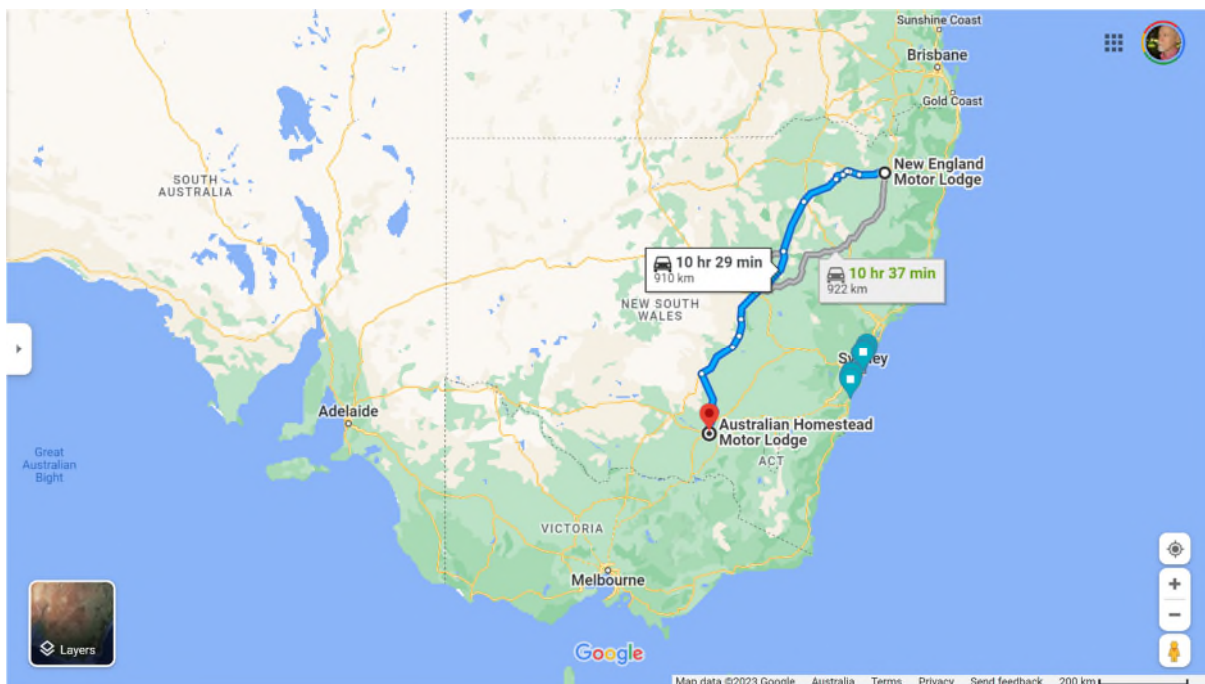 Sunshine Coast
Brisbane
Gold Coast
SOUTH
AUSTRALIA
New England
Motor Lodge
10 hr 29 min
910 km
10 hr 37 min
922 km
NEW SOUTH
WALES
Sydney
Adelaide
Australian Homestead
Motor Lodge
Great
Australian
Bight
ACT
VICTORIA
Melbourne
Layers
Google
Map data ©2023 Google Australia Terms Privacy Send feedback 200 km